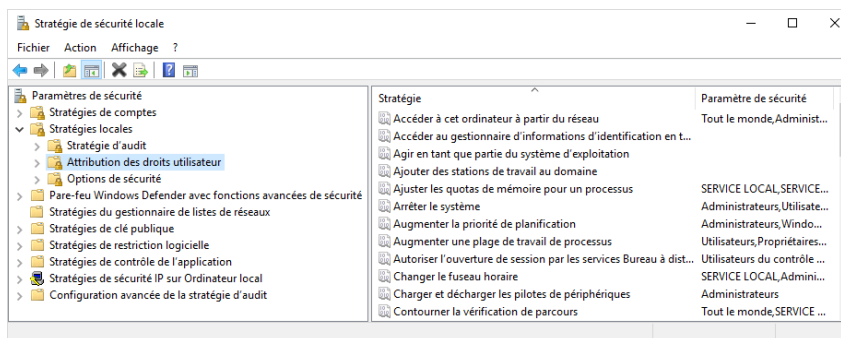 Stratégie de sécurité locale
Fichier Action Affichage ?
Paramètres de sécurité
Stratégies de comptes
Stratégies locales
Stratégie d'audit
Attribution des droits utilisateur
Options de sécurité
Pare-feu Windows Defender avec fonctions avancées de sécurité
Stratégies du gestionnaire de listes de réseaux
Stratégies de clé publique
Stratégies de restriction logicielle
Stratégies de contrôle de l'application
Stratégies de sécurité IP sur Ordinateur local
Configuration avancée de la stratégie d'audit
Stratégie Paramètre de sécurité
Accéder à cet ordinateur à partir du réseau Tout le monde,Administ...
Accéder au gestionnaire d'informations d'identification en t...
Agir en tant que partie du système d'exploitation
Ajouter des stations de travail au domaine
Ajuster les quotas de mémoire pour un processus SERVICE LOCAL,SERVICE...
Arrêter le système Administrateurs,Utilisate...
Augmenter la priorité de planification Administrateurs,Windo...
Augmenter une plage de travail de processus Utilisateurs,Propriétaires...
Autoriser l'ouverture de session par les services Bureau à dist... Utilisateurs du contrôle ...
Changer le fuseau horaire SERVICE LOCAL,Admini...
Charger et décharger les pilotes de périphériques Administrateurs
Contourner la vérification de parcours Tout le monde,SERVICE ...